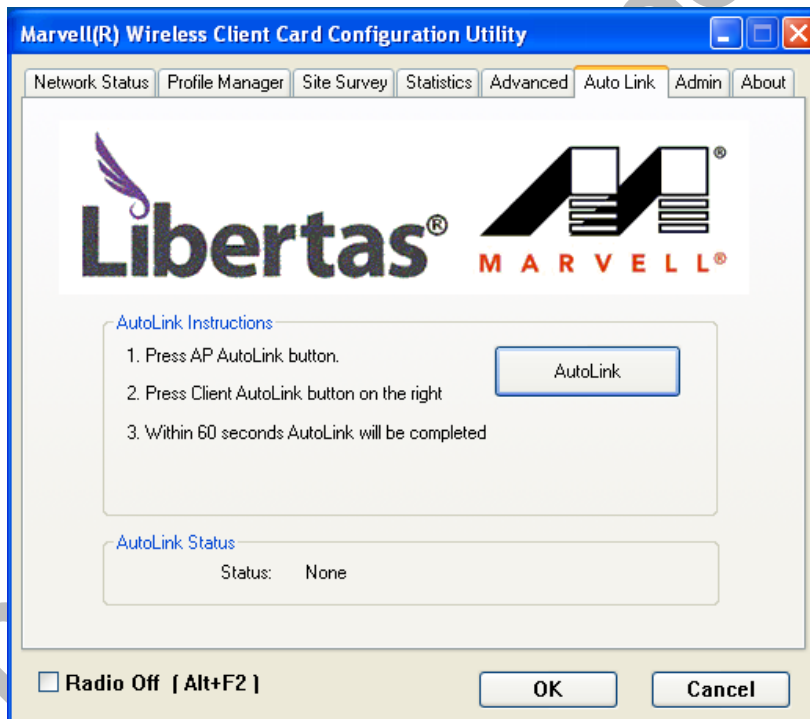 Marvell(R) Wireless Client Card Configuration Utility
Network Status Profile Manager Site Survey Statistics Advanced Auto Link Admin About
Libertas®
MARVELL®
AutoLink Instructions
1. Press AP AutoLink button.
2. Press Client AutoLink button on the right
3. Within 60 seconds AutoLink will be completed
AutoLink
AutoLink Status
Status: None
Radio Off ( Alt+F2 )
OK Cancel